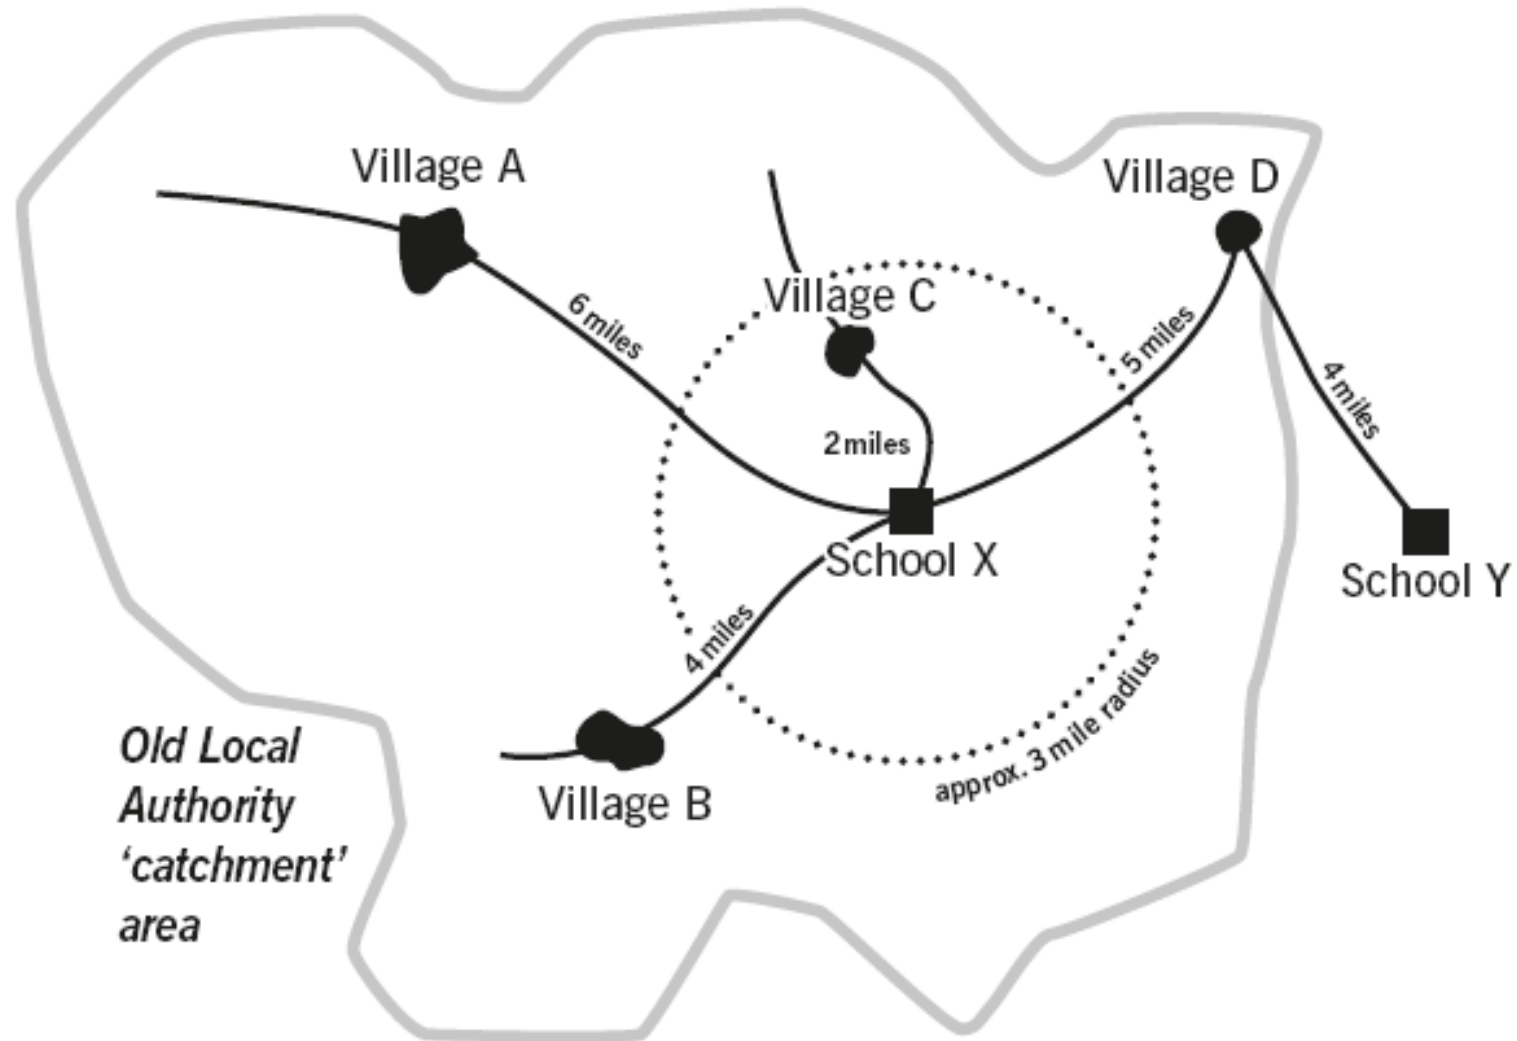 Village A
Village D
Village C
6 miles
5 miles
4 miles
2 miles
School X
School Y
4 miles
approx. 3 mile radius
Old Local
Authority
‘catchment’
area
Village B